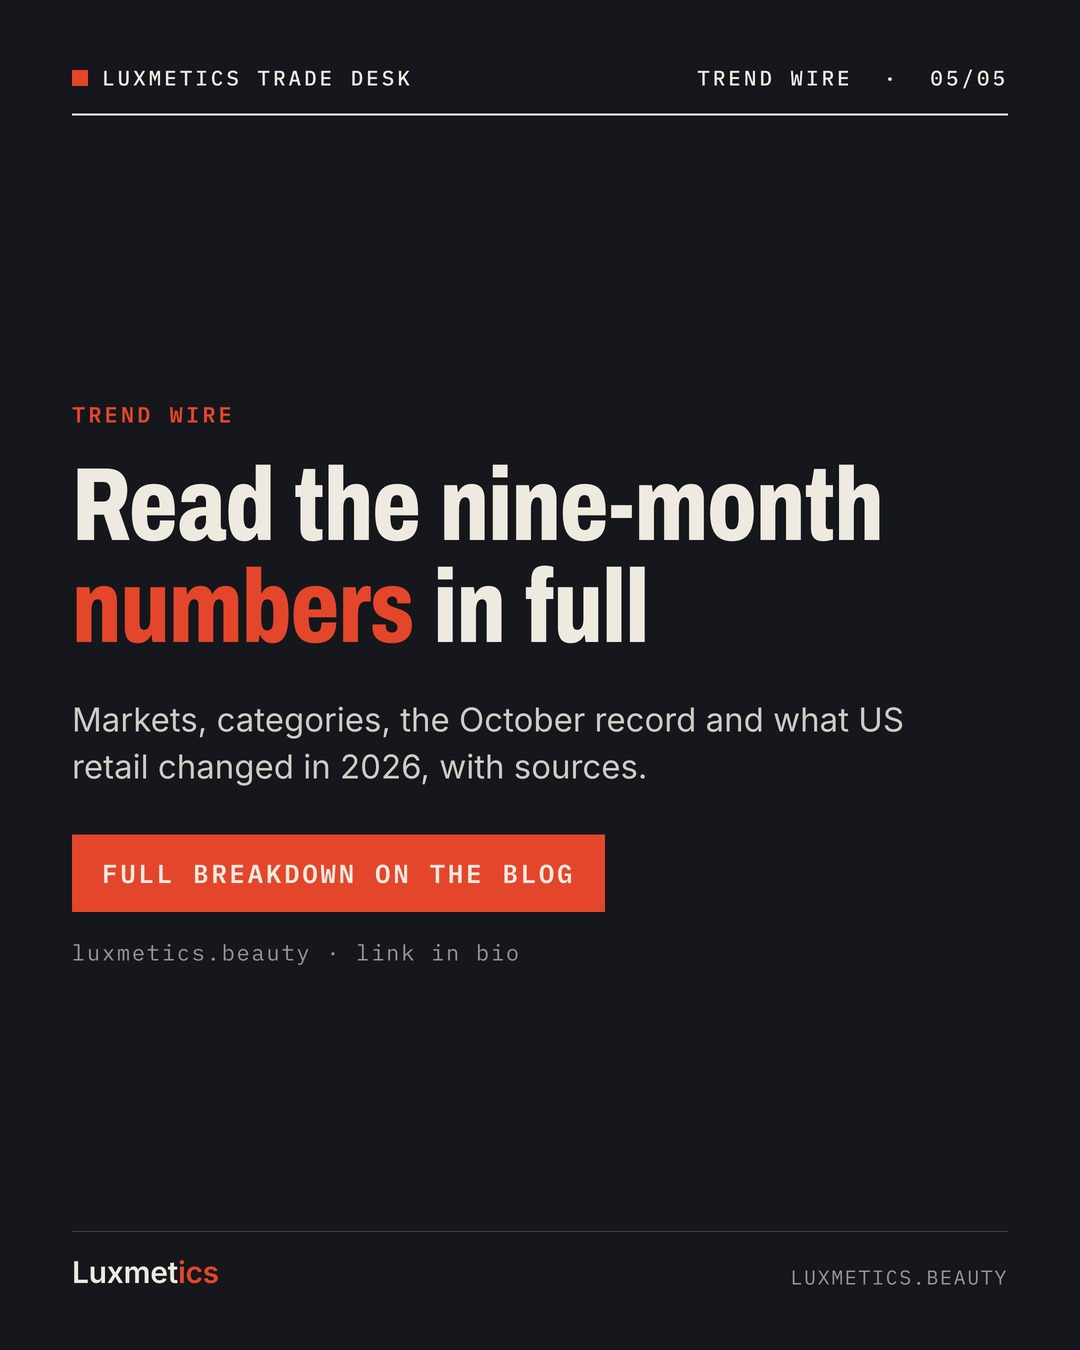 LUXMETICS TRADE DESK
TREND WIRE · 05/05
TREND WIRE
Read the nine-month
numbers in full
Markets, categories, the October record and what US
retail changed in 2026, with sources.
FULL BREAKDOWN ON THE BLOG
luxmetics.beauty · link in bio
Luxmetics
LUXMETICS.BEAUTY